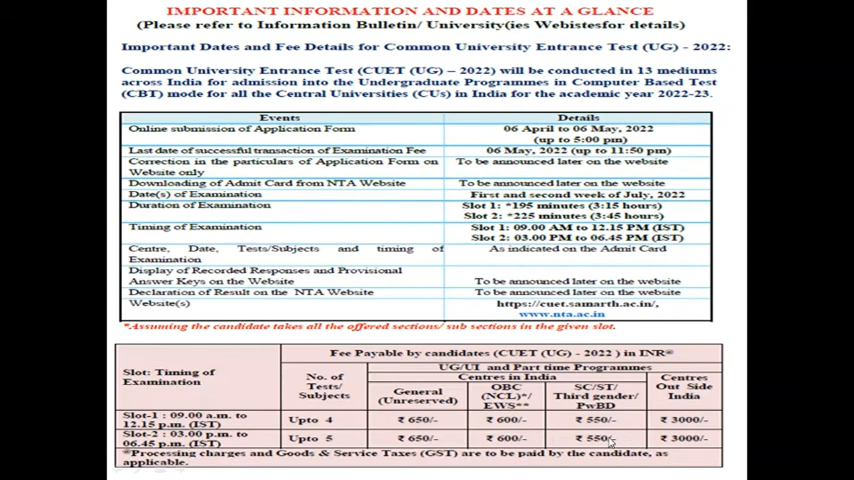 IMPORTANT INFORMATION AND DATES AT A GLANCE
(Please refer to Information Bulletin/ University(ies Webistesfor details)
Important Dates and Fee Details for Common University Entrance Test (UG) - 2022:
Common University Entrance Test (CUET (UG) – 2022) will be conducted in 13 mediums
across India for admission into the Undergraduate Programmes in Computer Based Test
(CBT) mode for all the Central Universities (CUs) in India for the academic year 2022-23.
Events Details
Online submission of Application Form 06 April to 06 May, 2022
(up to 5:00 pm)
Last date of successful transaction of Examination Fee 06 May, 2022 (up to 11:50 pm)
Correction in the particulars of Application Form on To be announced later on the website
Website only
Downloading of Admit Card from NTA Website To be announced later on the website
Date(s) of Examination First and second week of July, 2022
Duration of Examination Slot 1: *195 minutes (3:15 hours)
Slot 2: *225 minutes (3:45 hours)
Timing of Examination Slot 1: 09.00 AM to 12.15 PM (IST)
Slot 2: 03.00 PM to 06.45 PM (IST)
Centre, Date, Tests/Subjects and timing of As indicated on the Admit Card
Examination
Display of Recorded Responses and Provisional
Answer Keys on the Website To be announced later on the website
Declaration of Result on the NTA Website To be announced later on the website
Website(s) https://cuet.samarth.ac.in/,
www.nta.ac.in
*Assuming the candidate takes all the offered sections/ sub sections in the given slot.
Slot: Timing of Examination
No. of Tests/ Subjects
Fee Payable by candidates (CUET (UG) - 2022 ) in INR®
UG/UI and Part time Programmes
Centres in India
General (Unreserved)
OBC (NCL)*/ EWS**
SC/ST/ Third gender/ PwBD
Centres Out Side India
Slot-1 : 09.00 a.m. to 12.15 p.m. (IST) Upto 4 ₹ 650/- ₹ 600/- ₹ 550/- ₹ 3000/-
Slot-2 : 03.00 p.m. to 06.45 p.m. (IST) Upto 5 ₹ 650/- ₹ 600/- ₹ 550/- ₹ 3000/-
®Processing charges and Goods & Service Taxes (GST) are to be paid by the candidate, as
applicable.